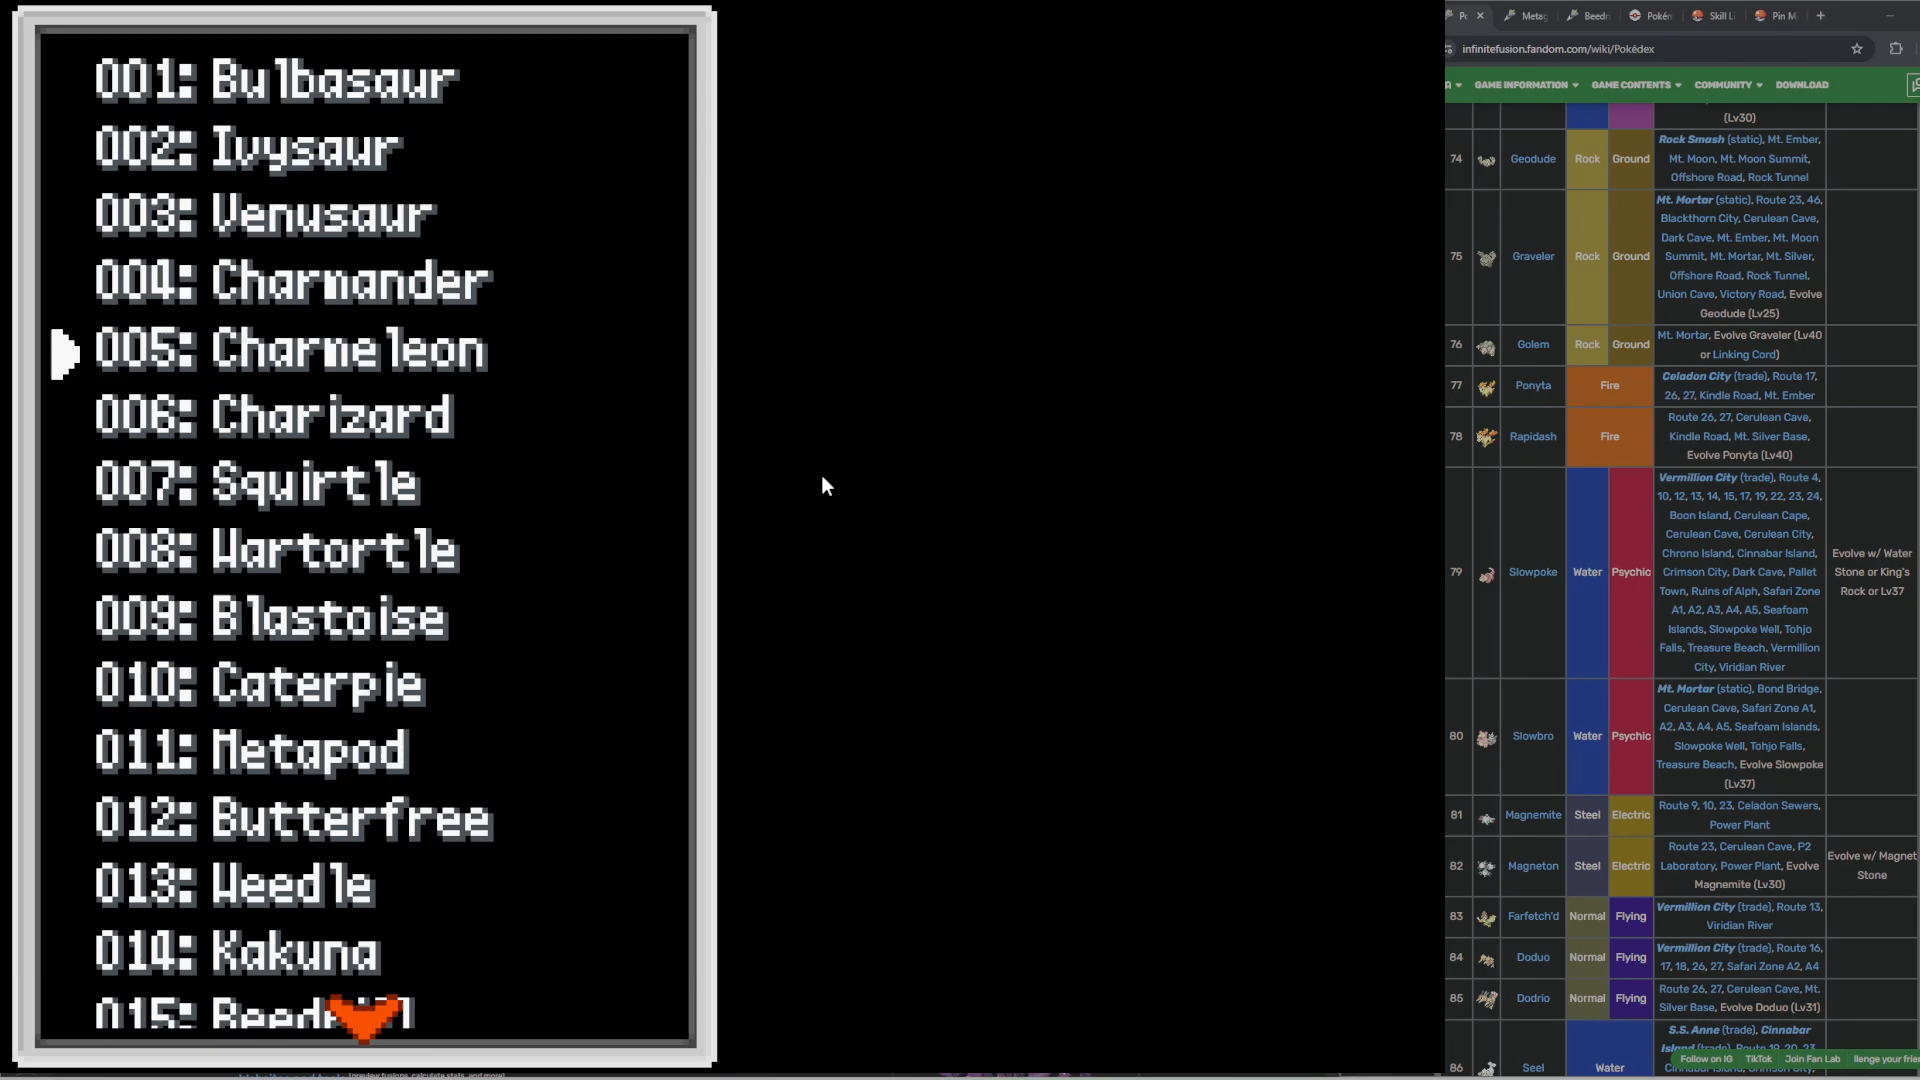 001: Bulbasaur
002: Ivysaur
003: Venusaur
004: Charmander
005: Charmeleon
006: Charizard
007: Squirtle
008: Wartortle
009: Blastoise
010: Caterpie
011: Metapod
012: Butterfree
013: Weedle
014: Kakuna
015:
Metag
Beedri
Pokém
Skill Li
Pin M
infinitefusion.fandom.com/wiki/Pokédex
GAME INFORMATION
GAME CONTENTS
COMMUNITY
DOWNLOAD
(Lv30)
74 Geodude Rock Ground
Rock Smash (static), Mt. Ember,
Mt. Moon, Mt. Moon Summit,
Offshore Road, Rock Tunnel
75 Graveler Rock Ground
Mt. Mortar (static), Route 23, 46,
Blackthorn City, Cerulean Cave,
Dark Cave, Mt. Ember, Mt. Moon
Summit, Mt. Mortar, Mt. Silver,
Offshore Road, Rock Tunnel,
Union Cave, Victory Road, Evolve
Geodude (Lv25)
76 Golem Rock Ground
Mt. Mortar, Evolve Graveler (Lv40
or Linking Cord)
77 Ponyta Fire
Celadon City (trade), Route 17,
26, 27, Kindle Road, Mt. Ember
78 Rapidash Fire
Route 26, 27, Cerulean Cave,
Kindle Road, Mt. Silver Base,
Evolve Ponyta (Lv40)
79 Slowpoke Water Psychic
Vermillion City (trade), Route 4,
10, 12, 13, 14, 15, 17, 19, 22, 23, 24,
Boon Island, Cerulean Cape,
Cerulean Cave, Cerulean City,
Chrono Island, Cinnabar Island,
Crimson City, Dark Cave, Pallet
Town, Ruins of Alph, Safari Zone
A1, A2, A3, A4, A5, Seafoam
Islands, Slowpoke Well, Tohjo
Falls, Treasure Beach, Vermillion
City, Viridian River
Evolve w/ Water
Stone or King's
Rock or Lv37
80 Slowbro Water Psychic
Mt. Mortar (static), Bond Bridge,
Cerulean Cave, Safari Zone A1,
A2, A3, A4, A5, Seafoam Islands,
Slowpoke Well, Tohjo Falls,
Treasure Beach, Evolve Slowpoke
(Lv37)
81 Magnemite Steel Electric
Route 9, 10, 23, Celadon Sewers,
Power Plant
82 Magneton Steel Electric
Route 23, Cerulean Cave, P2
Laboratory, Power Plant, Evolve
Magnemite (Lv30)
Evolve w/ Magnet
Stone
83 Farfetch'd Normal Flying
Vermillion City (trade), Route 13,
Viridian River
84 Doduo Normal Flying
Vermillion City (trade), Route 16,
17, 18, 26, 27, Safari Zone A2, A4
85 Dodrio Normal Flying
Route 26, 27, Cerulean Cave, Mt.
Silver Base, Evolve Doduo (Lv31)
86 Seel Water
S.S. Anne (trade), Cinnabar
Follow on IG
TikTok
Join Fan Lab